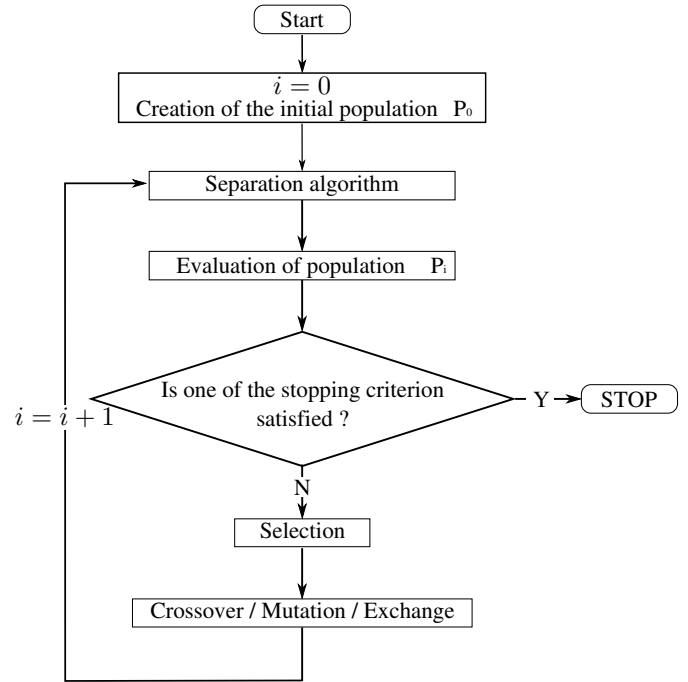 Start
i = 0
Creation of the initial population P₀
Separation algorithm
Evaluation of population Pᵢ
Is one of the stopping criterion
satisfied ?
Y
STOP
i = i + 1
N
Selection
Crossover / Mutation / Exchange